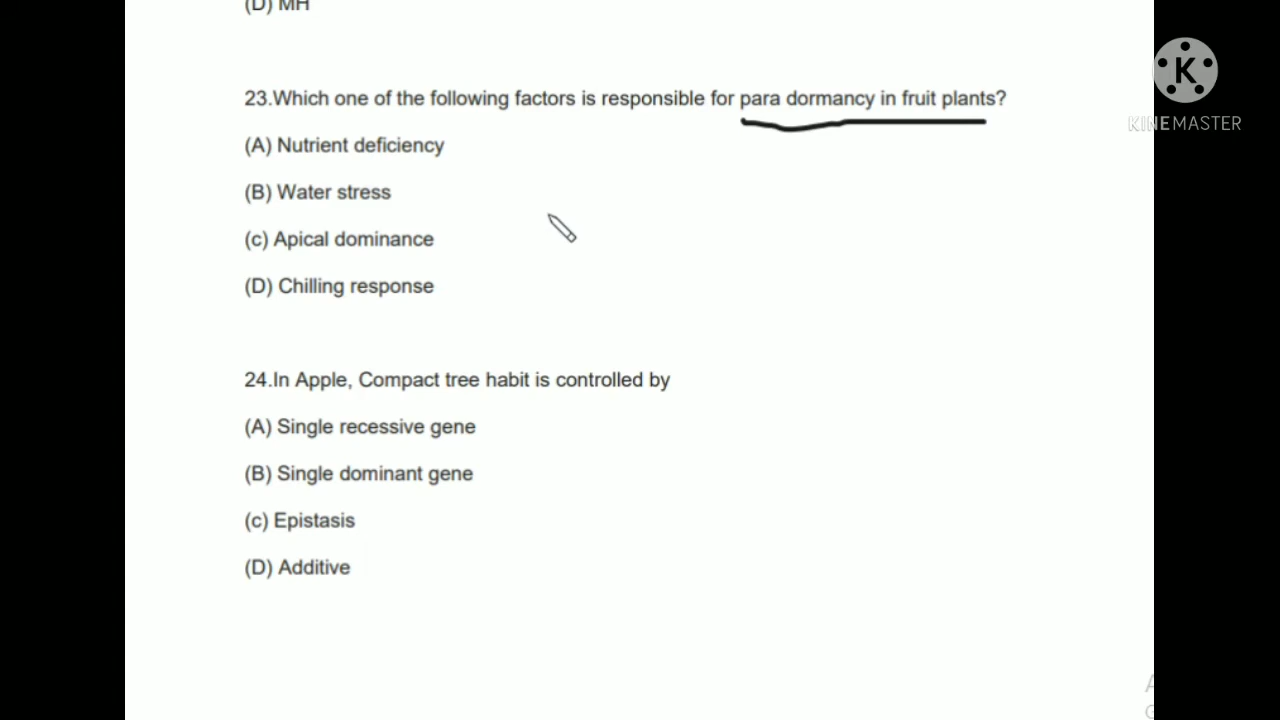 (D) MH
23.Which one of the following factors is responsible for para dormancy in fruit plants?
(A) Nutrient deficiency
(B) Water stress
(c) Apical dominance
(D) Chilling response
24.In Apple, Compact tree habit is controlled by
(A) Single recessive gene
(B) Single dominant gene
(c) Epistasis
(D) Additive
K
KINEMASTER